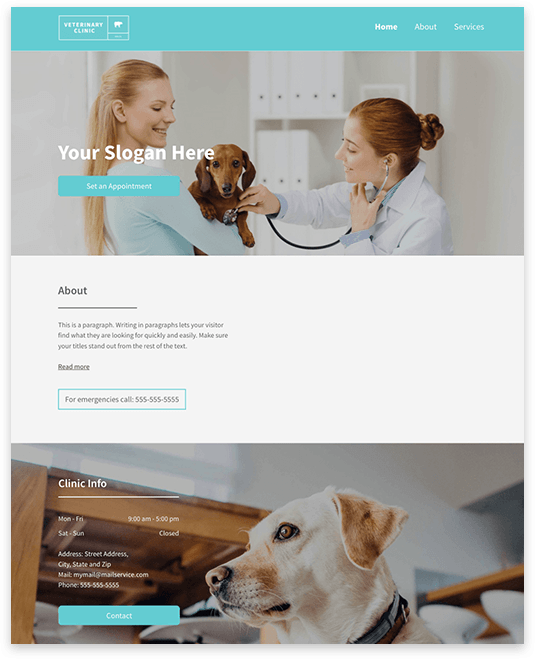 VETERINARY
CLINIC
Home About Services
Your Slogan Here
Set an Appointment
About
This is a paragraph. Writing in paragraphs lets your visitor
find what they are looking for quickly and easily. Make sure
your titles stand out from the rest of the text.
Read more
For emergencies call: 555-555-5555
Clinic Info
Mon - Fri 9:00 am - 5:00 pm
Sat - Sun Closed
Address: Street Address,
City, State and Zip
Mail: mymail@mailservice.com
Phone: 555-555-5555
Contact